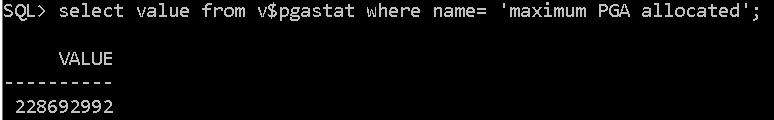 SQL> select value from v$pgastat where name= 'maximum PGA allocated';
VALUE
----------
228692992